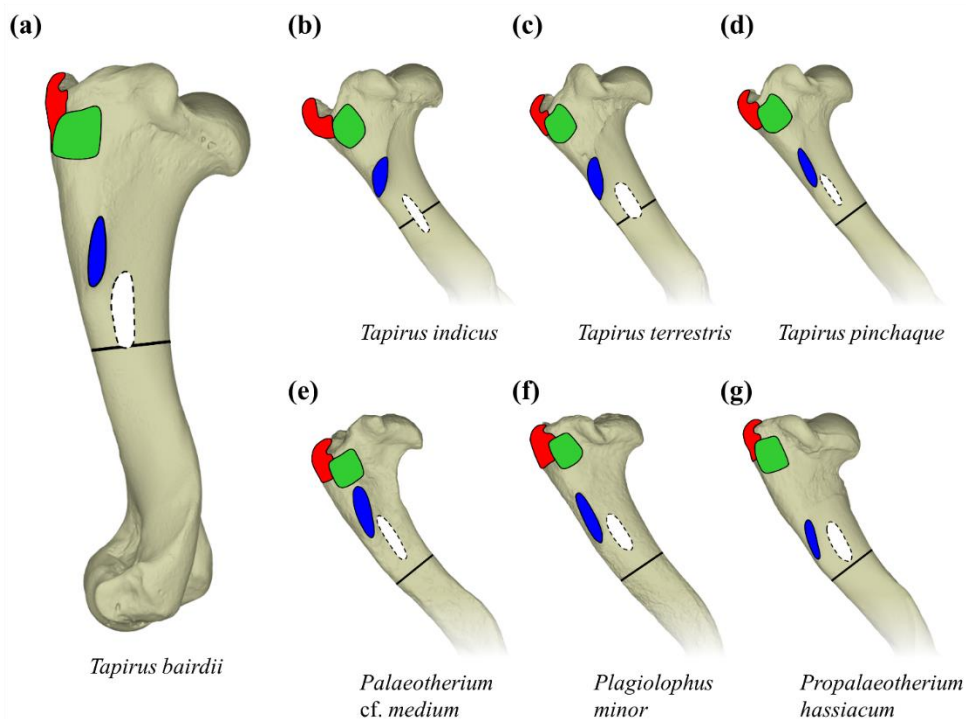 (a)
(b)
(c)
(d)
Tapirus indicus
Tapirus terrestris
Tapirus pinchaque
(e)
(f)
(g)
Tapirus bairdii
Palaeotherium
cf. medium
Plagiolophus
minor
Propalaeotherium
hassiacum